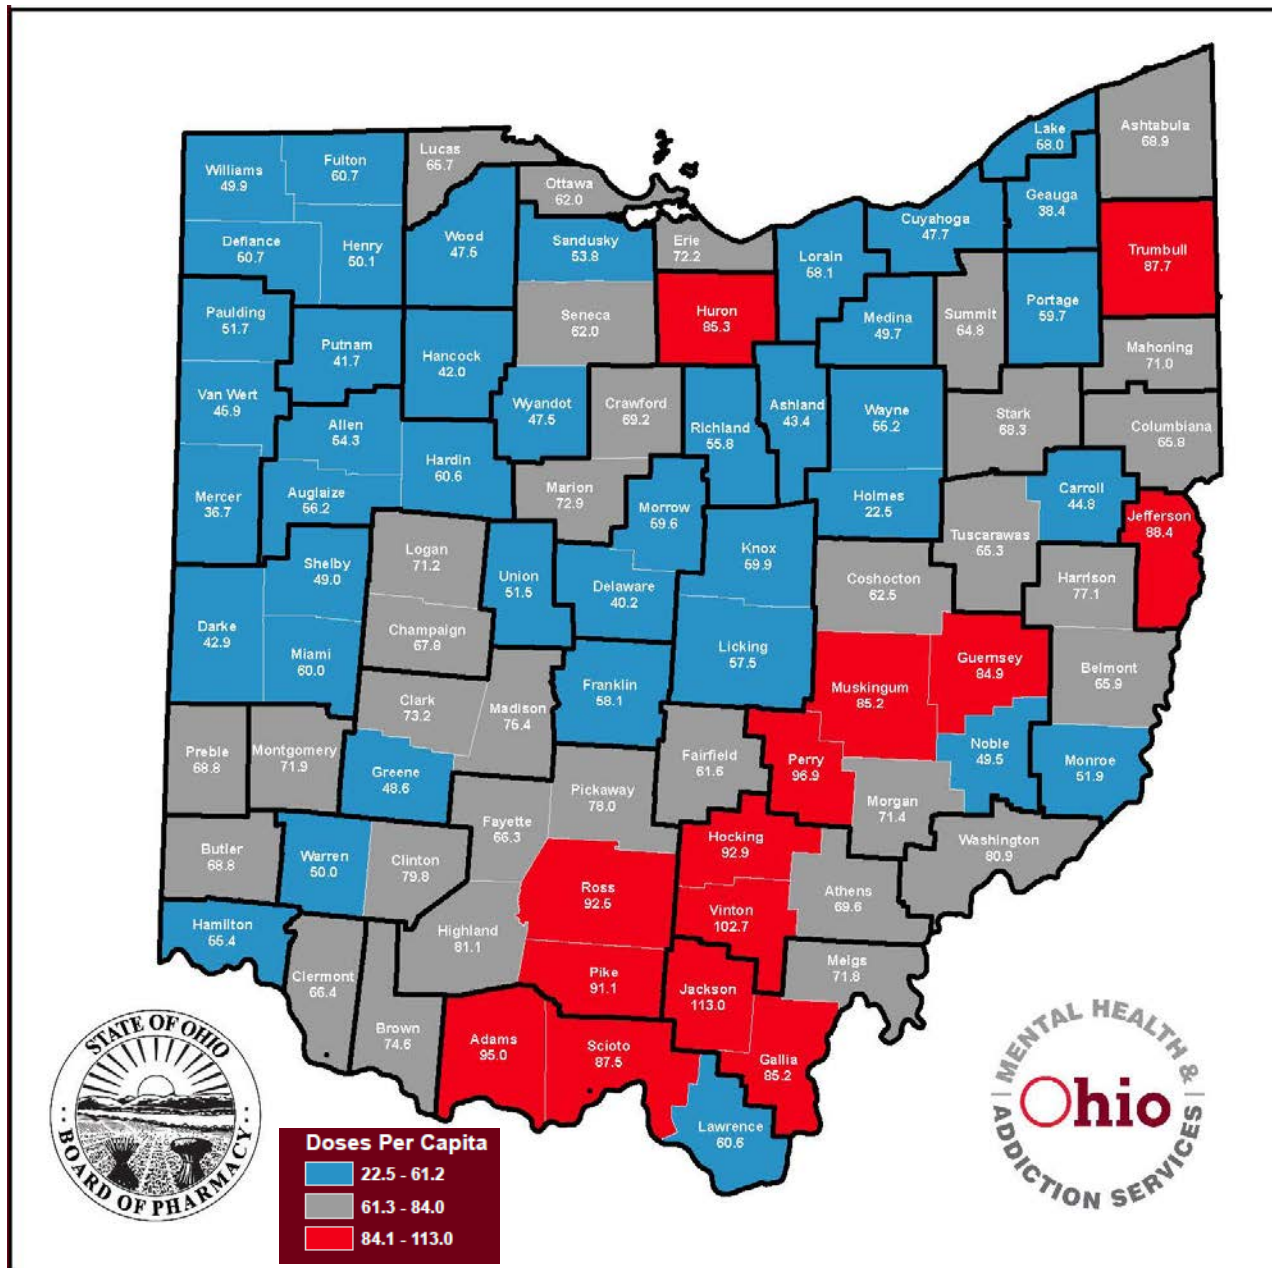 Williams
49.9
Fulton
60.7
Lucas
65.7
Ottawa
62.0
Lake
58.0
Ashtabula
68.9
Geauga
38.4
Cuyahoga
47.7
Defiance
50.7
Henry
50.1
Wood
47.5
Sandusky
53.8
Erie
72.2
Lorain
58.1
Trumbull
87.7
Paulding
51.7
Putnam
41.7
Hancock
42.0
Seneca
62.0
Huron
85.3
Medina
49.7
Summit
64.8
Portage
59.7
Mahoning
71.0
Van Wert
45.9
Allen
54.3
Wyandot
47.5
Crawford
69.2
Richland
55.8
Ashland
43.4
Wayne
55.2
Stark
68.3
Columbiana
65.8
Mercer
36.7
Auglaize
56.2
Hardin
60.6
Marion
72.9
Morrow
59.6
Holmes
22.5
Carroll
44.8
Jefferson
88.4
Shelby
49.0
Logan
71.2
Union
51.5
Delaware
40.2
Knox
59.9
Coshocton
62.5
Tuscarawas
65.3
Harrison
77.1
Darke
42.9
Miami
60.0
Champaign
67.8
Licking
57.5
Guernsey
84.9
Belmont
65.9
Clark
73.2
Madison
76.4
Franklin
58.1
Muskingum
85.2
Preble
68.8
Montgomery
71.9
Greene
48.6
Fairfield
61.6
Perry
96.9
Noble
49.5
Monroe
51.9
Pickaway
78.0
Fayette
66.3
Morgan
71.4
Butler
68.8
Warren
50.0
Clinton
79.8
Hocking
92.9
Washington
80.9
Ross
92.5
Athens
69.6
Hamilton
55.4
Highland
81.1
Vinton
102.7
Clermont
66.4
Pike
91.1
Jackson
113.0
Meigs
71.8
Brown
74.6
Adams
95.0
Scioto
87.5
Gallia
85.2
Lawrence
60.6
STATE OF OHIO
BOARD OF PHARMACY
Doses Per Capita
22.5 - 61.2
61.3 - 84.0
84.1 - 113.0
MENTAL HEALTH &
Ohio
ADDICTION SERVICES